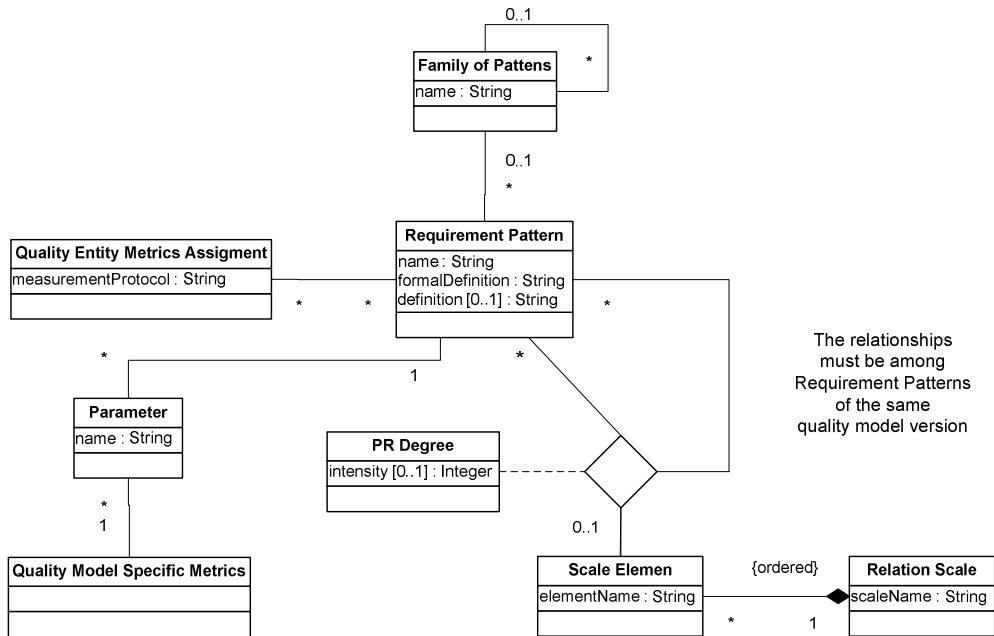 0..1
*
Family of Pattens
name : String
0..1
*
Requirement Pattern
name : String
formalDefinition : String
definition [0..1] : String
Quality Entity Metrics Assigment
measurementProtocol : String
*
*
*
The relationships
must be among
Requirement Patterns
of the same
quality model version
*
1
*
Parameter
name : String
PR Degree
intensity [0..1] : Integer
*
1
0..1
Quality Model Specific Metrics
Scale Elemen
elementName : String
{ordered}
*
1
Relation Scale
scaleName : String